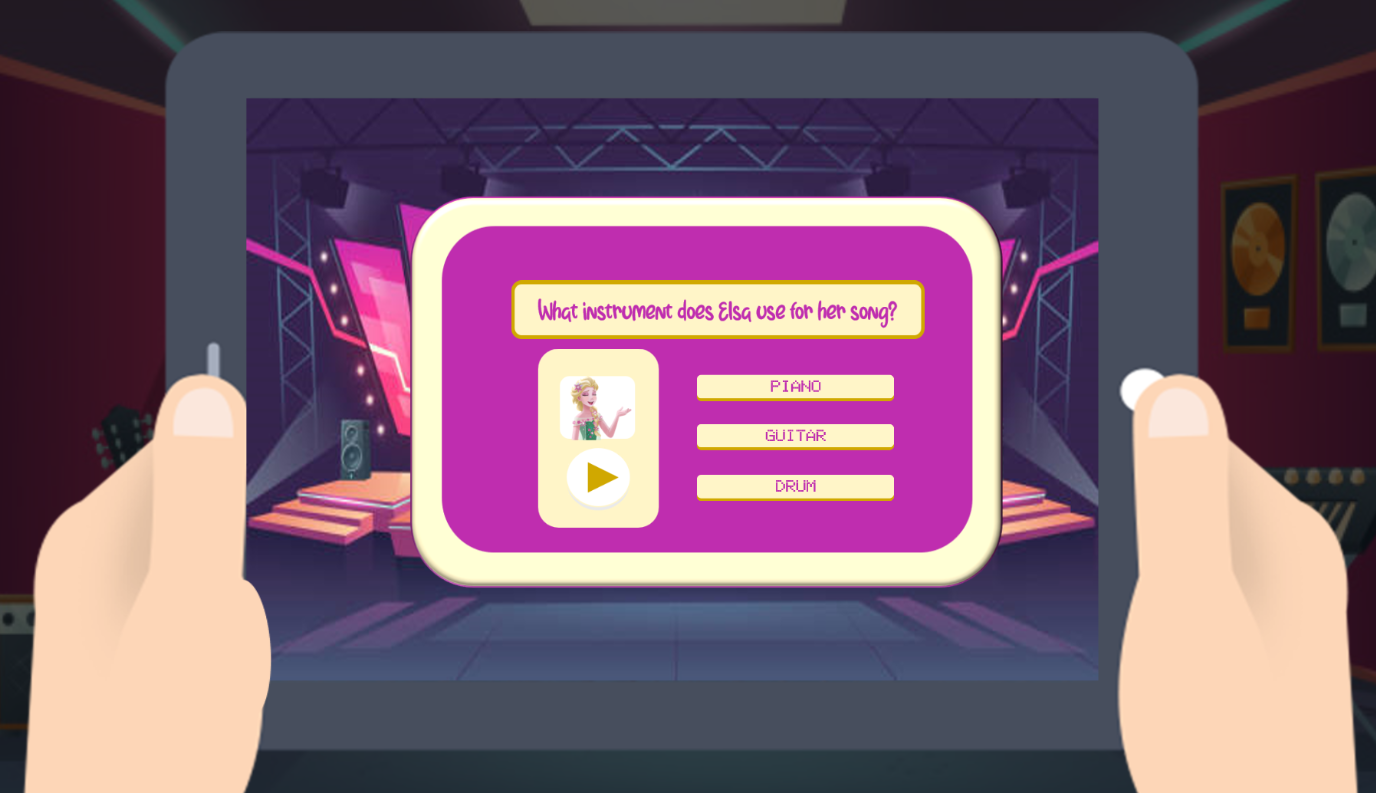 What instrument does Elsa use for her song?
PIANO
GUITAR
DRUM